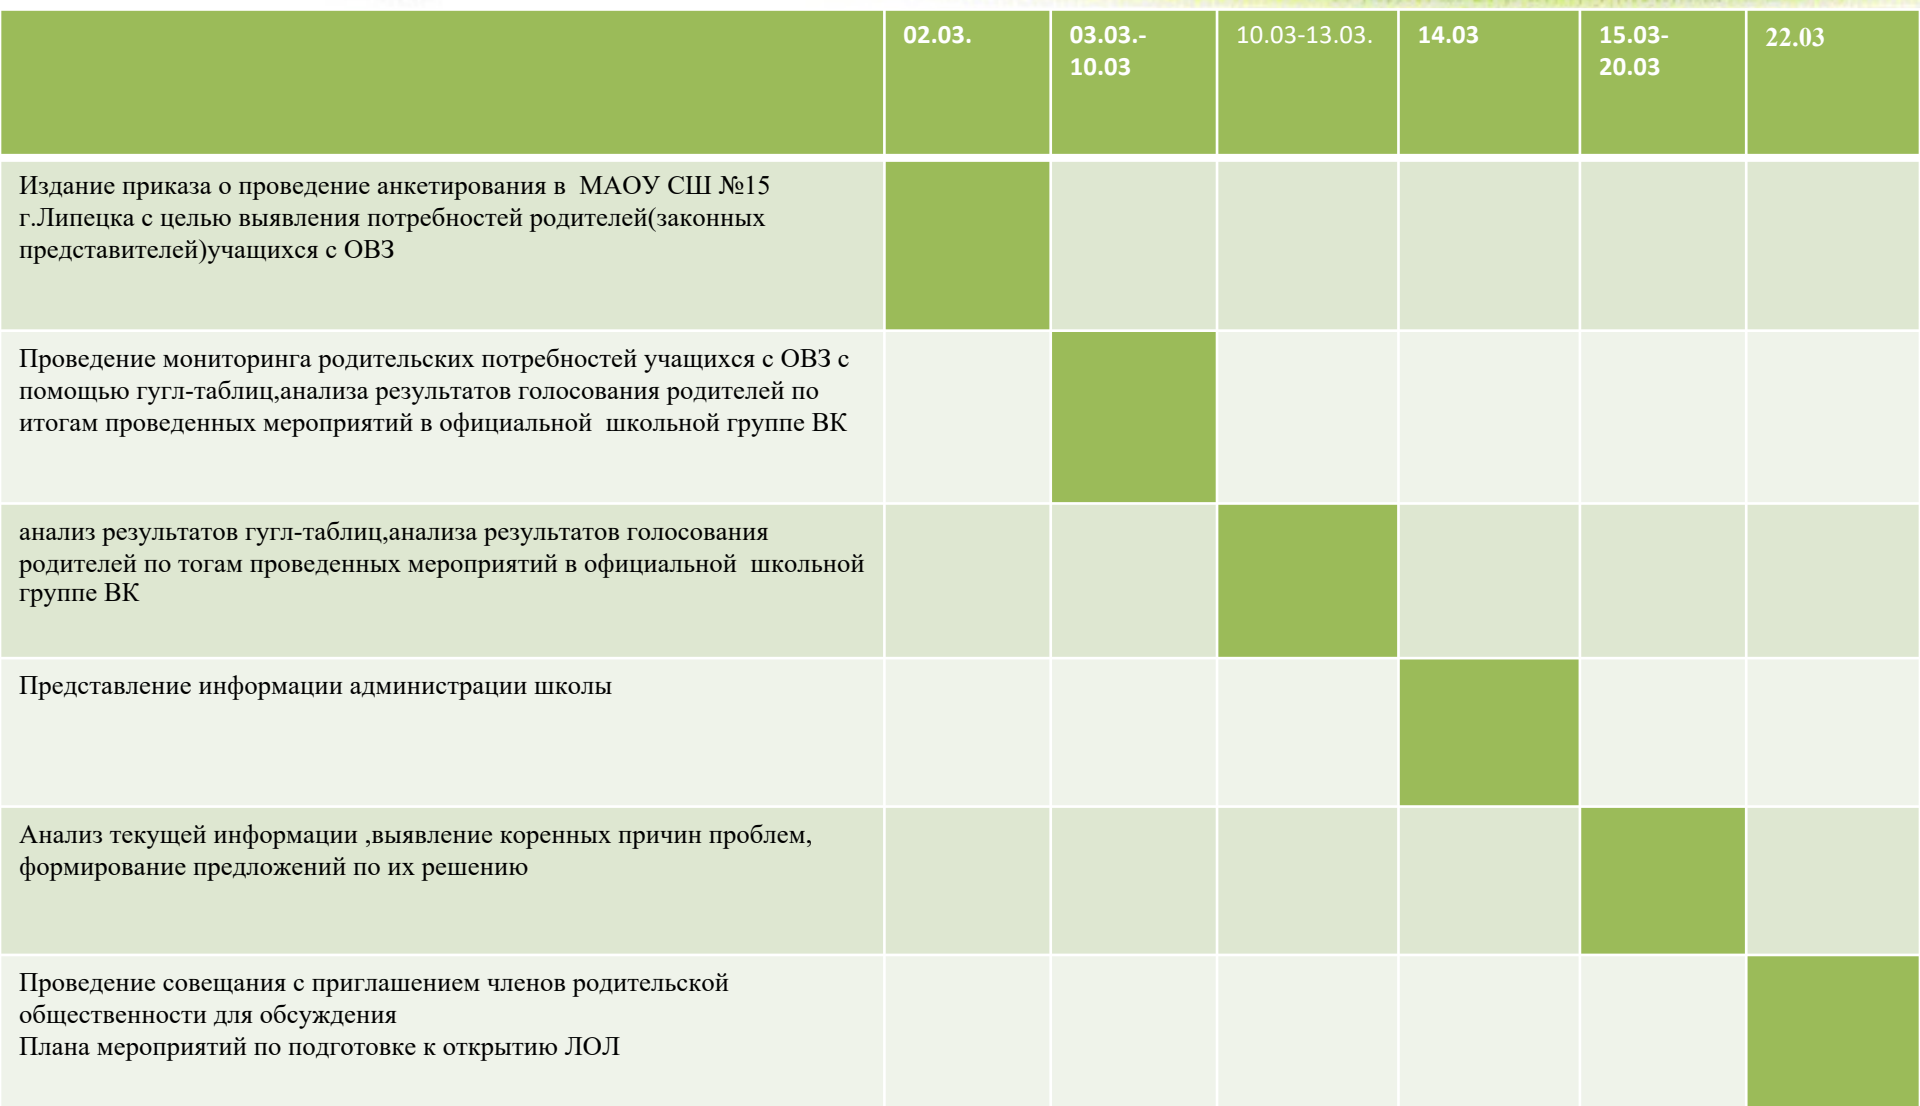 02.03.
03.03.-
10.03
10.03-13.03.
14.03
15.03-
20.03
22.03
Издание приказа о проведение анкетирования в  МАОУ СШ №15
г.Липецка с целью выявления потребностей родителей(законных
представителей)учащихся с ОВЗ
Проведение мониторинга родительских потребностей учащихся с ОВЗ с
помощью гугл-таблиц,анализа результатов голосования родителей по
итогам проведенных мероприятий в официальной  школьной группе ВК
анализ результатов гугл-таблиц,анализа результатов голосования
родителей по тогам проведенных мероприятий в официальной  школьной
группе ВК
Представление информации администрации школы
Анализ текущей информации ,выявление коренных причин проблем,
формирование предложений по их решению
Проведение совещания с приглашением членов родительской
общественности для обсуждения
Плана мероприятий по подготовке к открытию ЛОЛ